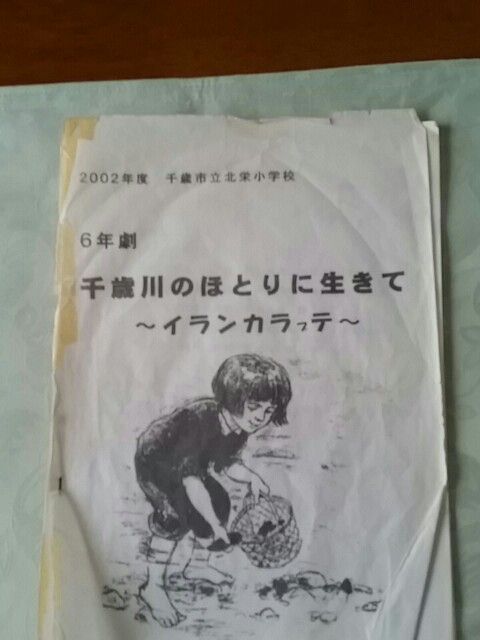 2002年度　千歳市立北栄小学校
6年劇
千歳川のほとりに生きて
～イランカラㇷ゚テ～